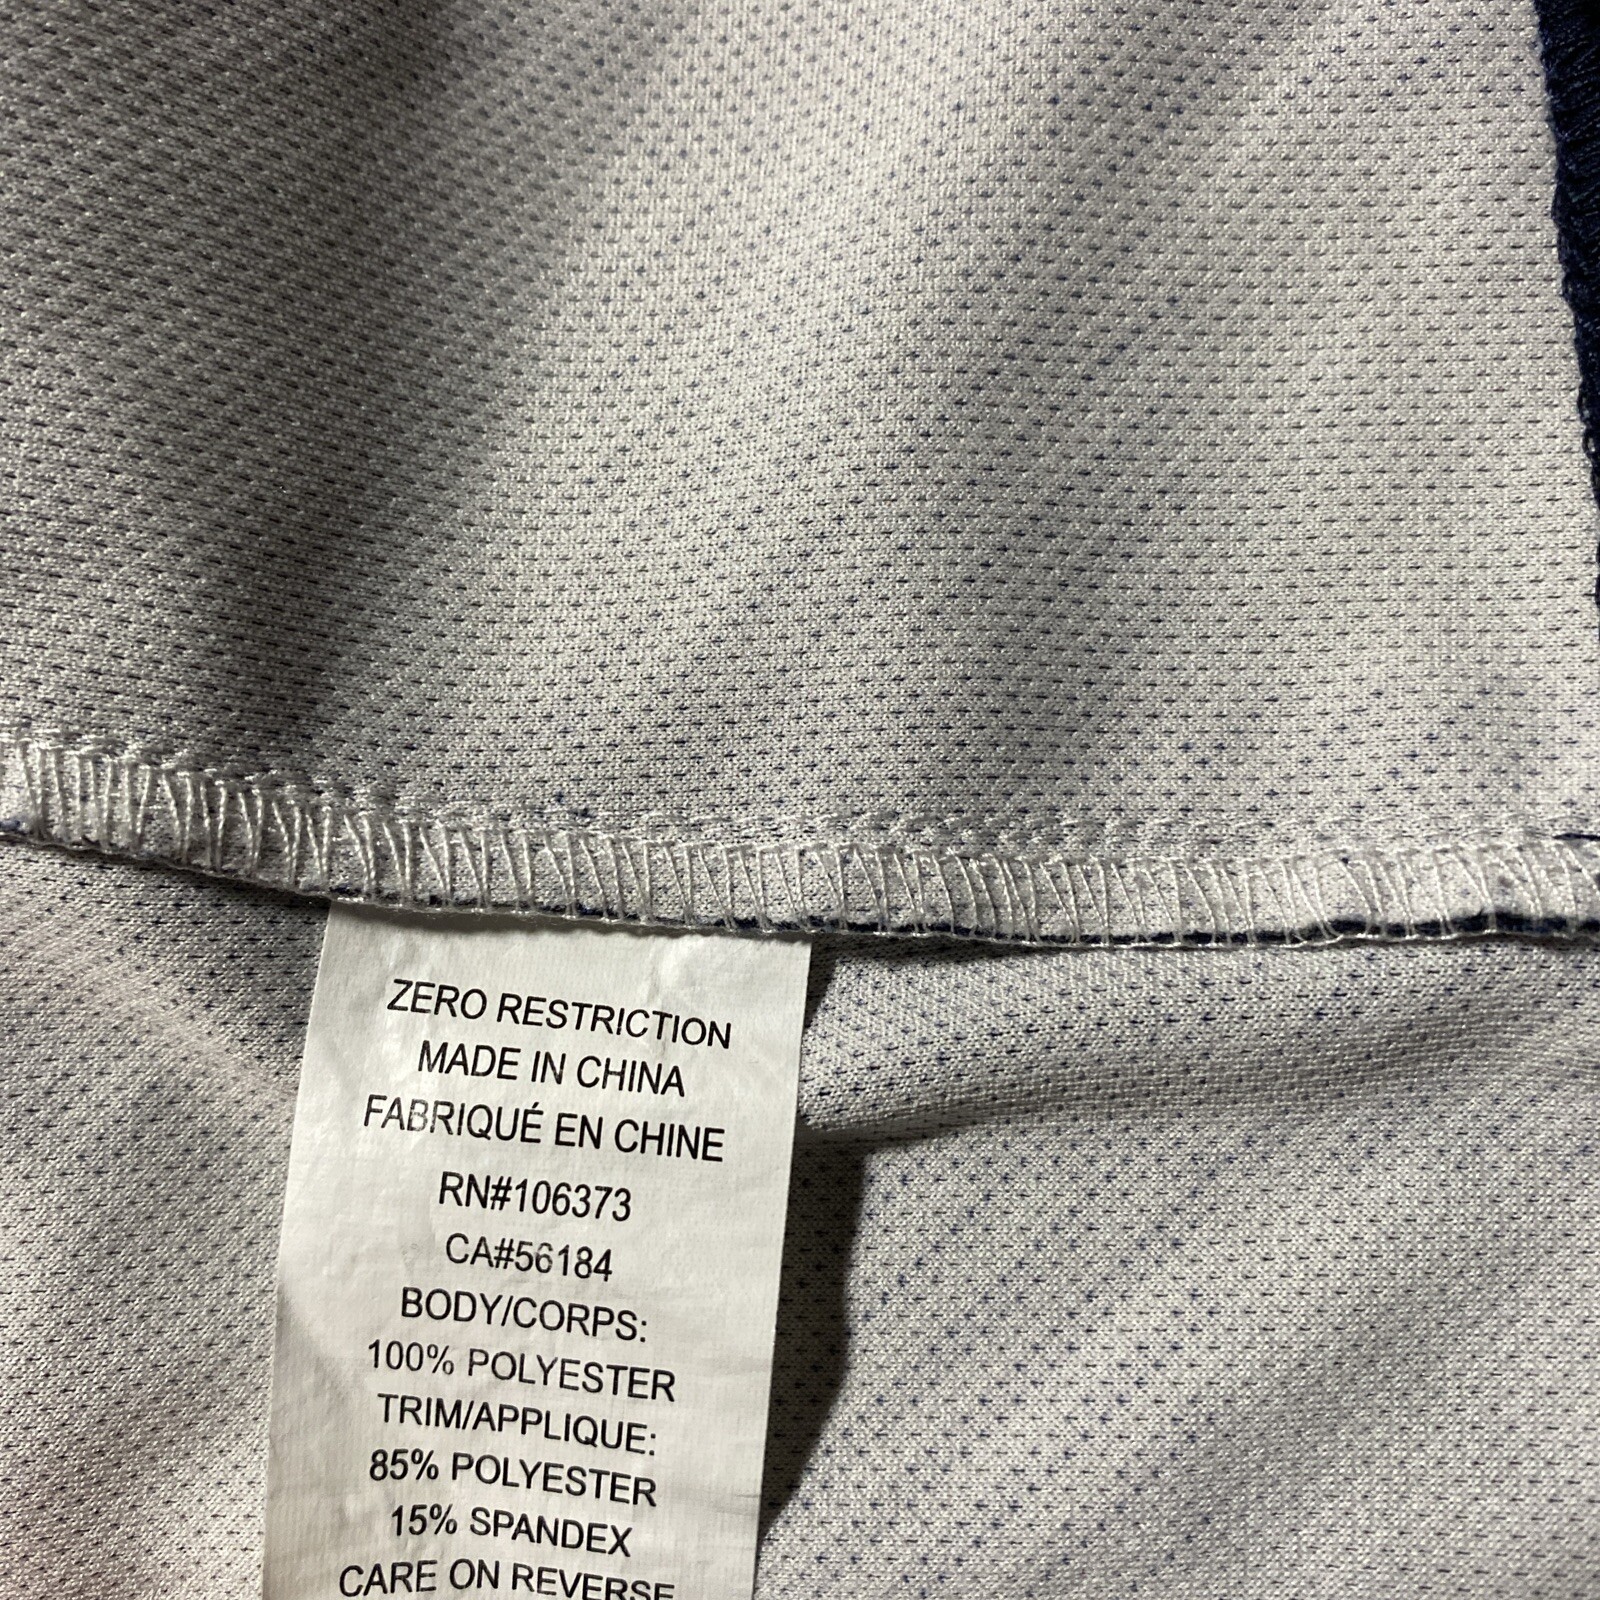 ZERO RESTRICTION
MADE IN CHINA
FABRIQUÉ EN CHINE
RN#106373
CA#56184
BODY/CORPS:
100% POLYESTER
TRIM/APPLIQUE:
85% POLYESTER
15% SPANDEX
CARE ON REVERSE